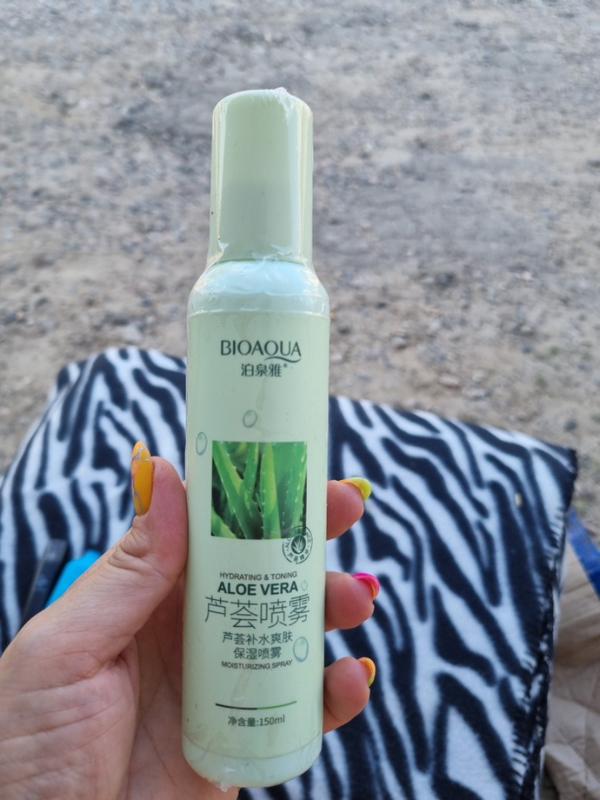 BIOAQUA
泊泉雅®
HYDRATING & TONING
ALOE VERA
芦荟喷雾
芦荟补水爽肤
保湿喷雾
MOISTURIZING SPRAY
净含量:150ml